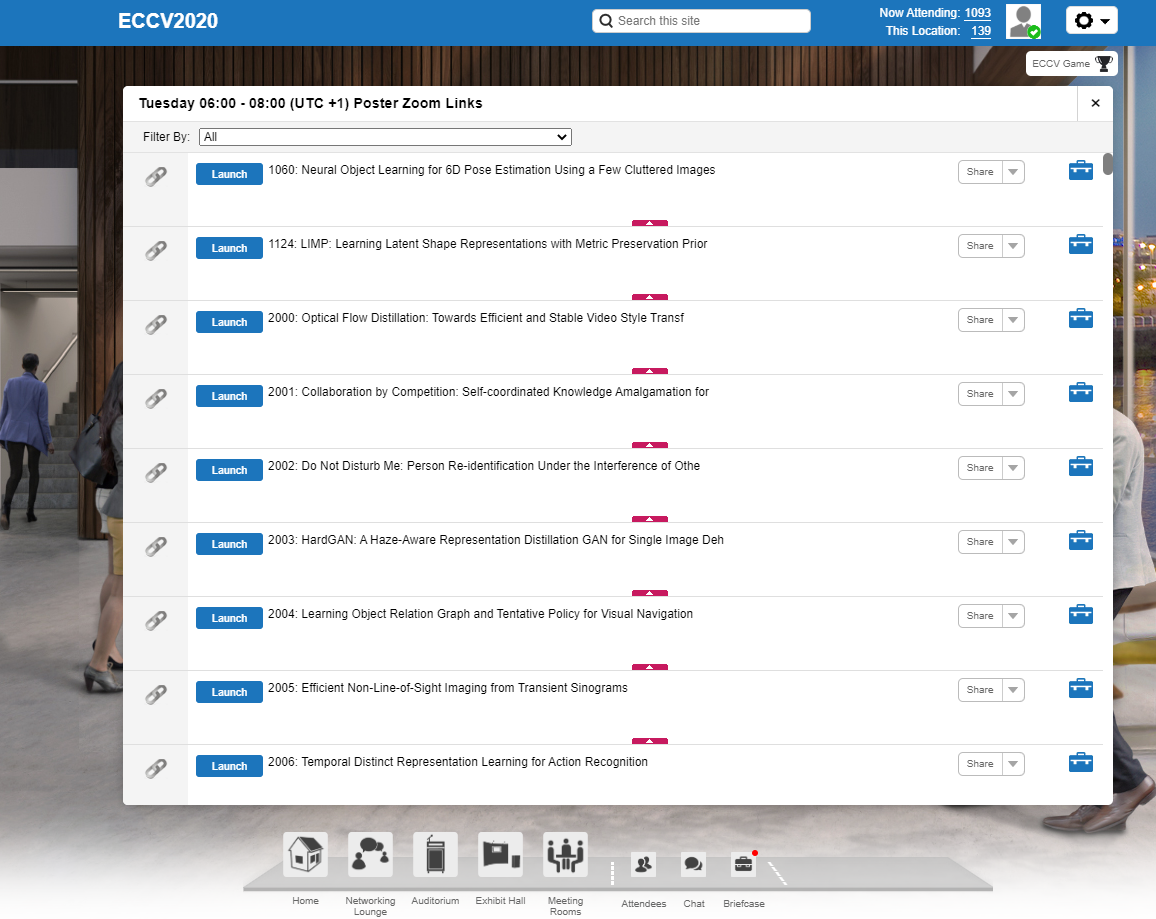 ECCV2020
Search this site
Now Attending: 1093
This Location: 139
ECCV Game
Tuesday 06:00 - 08:00 (UTC +1) Poster Zoom Links
×
Filter By: All
Launch 1060: Neural Object Learning for 6D Pose Estimation Using a Few Cluttered Images Share
Launch 1124: LIMP: Learning Latent Shape Representations with Metric Preservation Prior Share
Launch 2000: Optical Flow Distillation: Towards Efficient and Stable Video Style Transf Share
Launch 2001: Collaboration by Competition: Self-coordinated Knowledge Amalgamation for Share
Launch 2002: Do Not Disturb Me: Person Re-identification Under the Interference of Othe Share
Launch 2003: HardGAN: A Haze-Aware Representation Distillation GAN for Single Image Deh Share
Launch 2004: Learning Object Relation Graph and Tentative Policy for Visual Navigation Share
Launch 2005: Efficient Non-Line-of-Sight Imaging from Transient Sinograms Share
Launch 2006: Temporal Distinct Representation Learning for Action Recognition Share
Home
Networking
Lounge
Auditorium
Exhibit Hall
Meeting
Rooms
Attendees
Chat
Briefcase